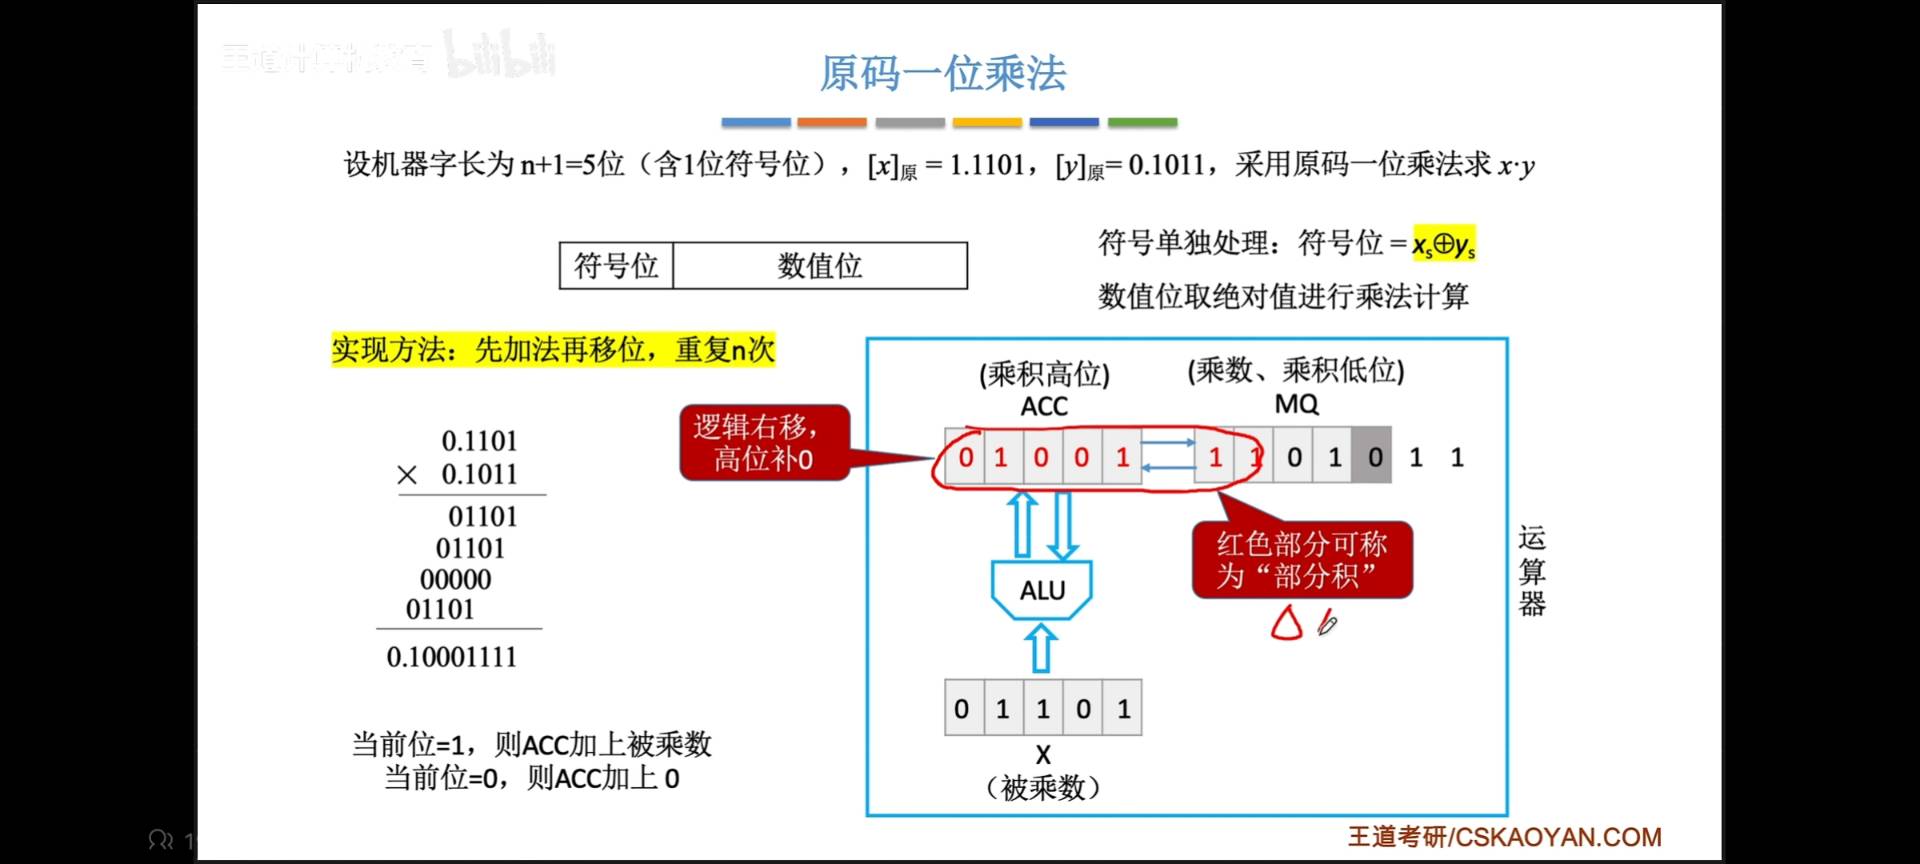 王道计算机教育 bilibili
原码一位乘法
设机器字长为 n+1=5位（含1位符号位），[x]原 = 1.1101，[y]原= 0.1011，采用原码一位乘法求 x·y
符号位 数值位
符号单独处理：符号位 = xs⊕ys
数值位取绝对值进行乘法计算
实现方法：先加法再移位，重复n次
0.1101
× 0.1011
01101
01101
00000
01101
0.10001111
当前位=1，则ACC加上被乘数
当前位=0，则ACC加上 0
(乘积高位)
ACC
(乘数、乘积低位)
MQ
逻辑右移，
高位补0
0 1 0 0 1 1 1 0 1 0 1 1
红色部分可称
为“部分积”
ALU
0 1 1 0 1
X
（被乘数）
运算器
王道考研/CSKAOYAN.COM